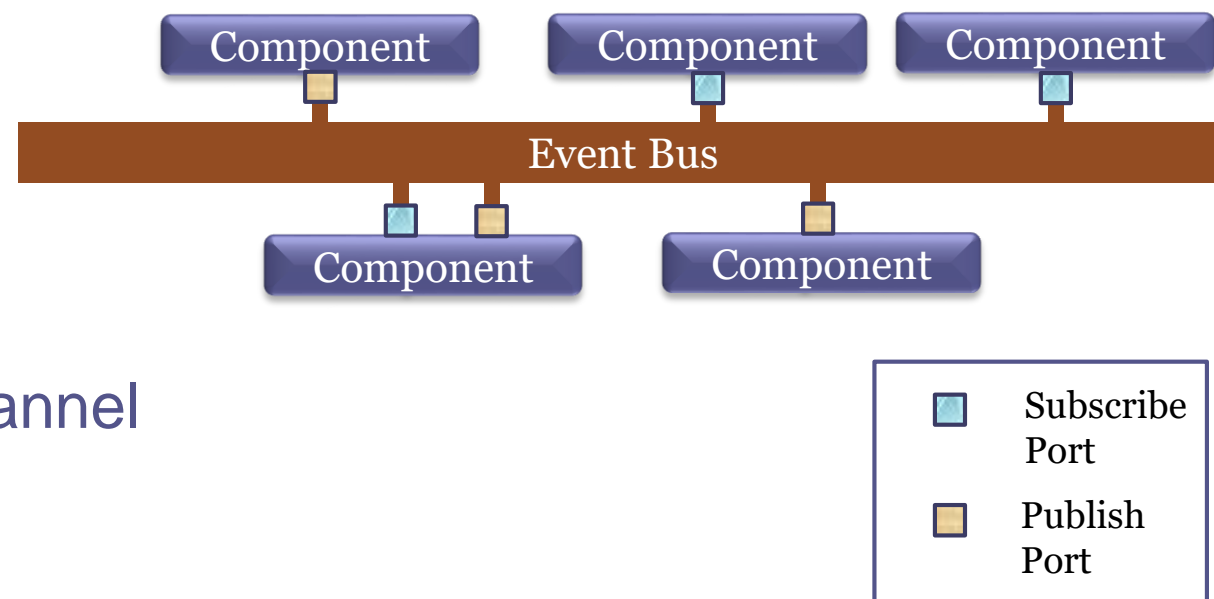 Component
Component
Component
Event Bus
Component
Component
annel
Subscribe
Port
Publish
Port